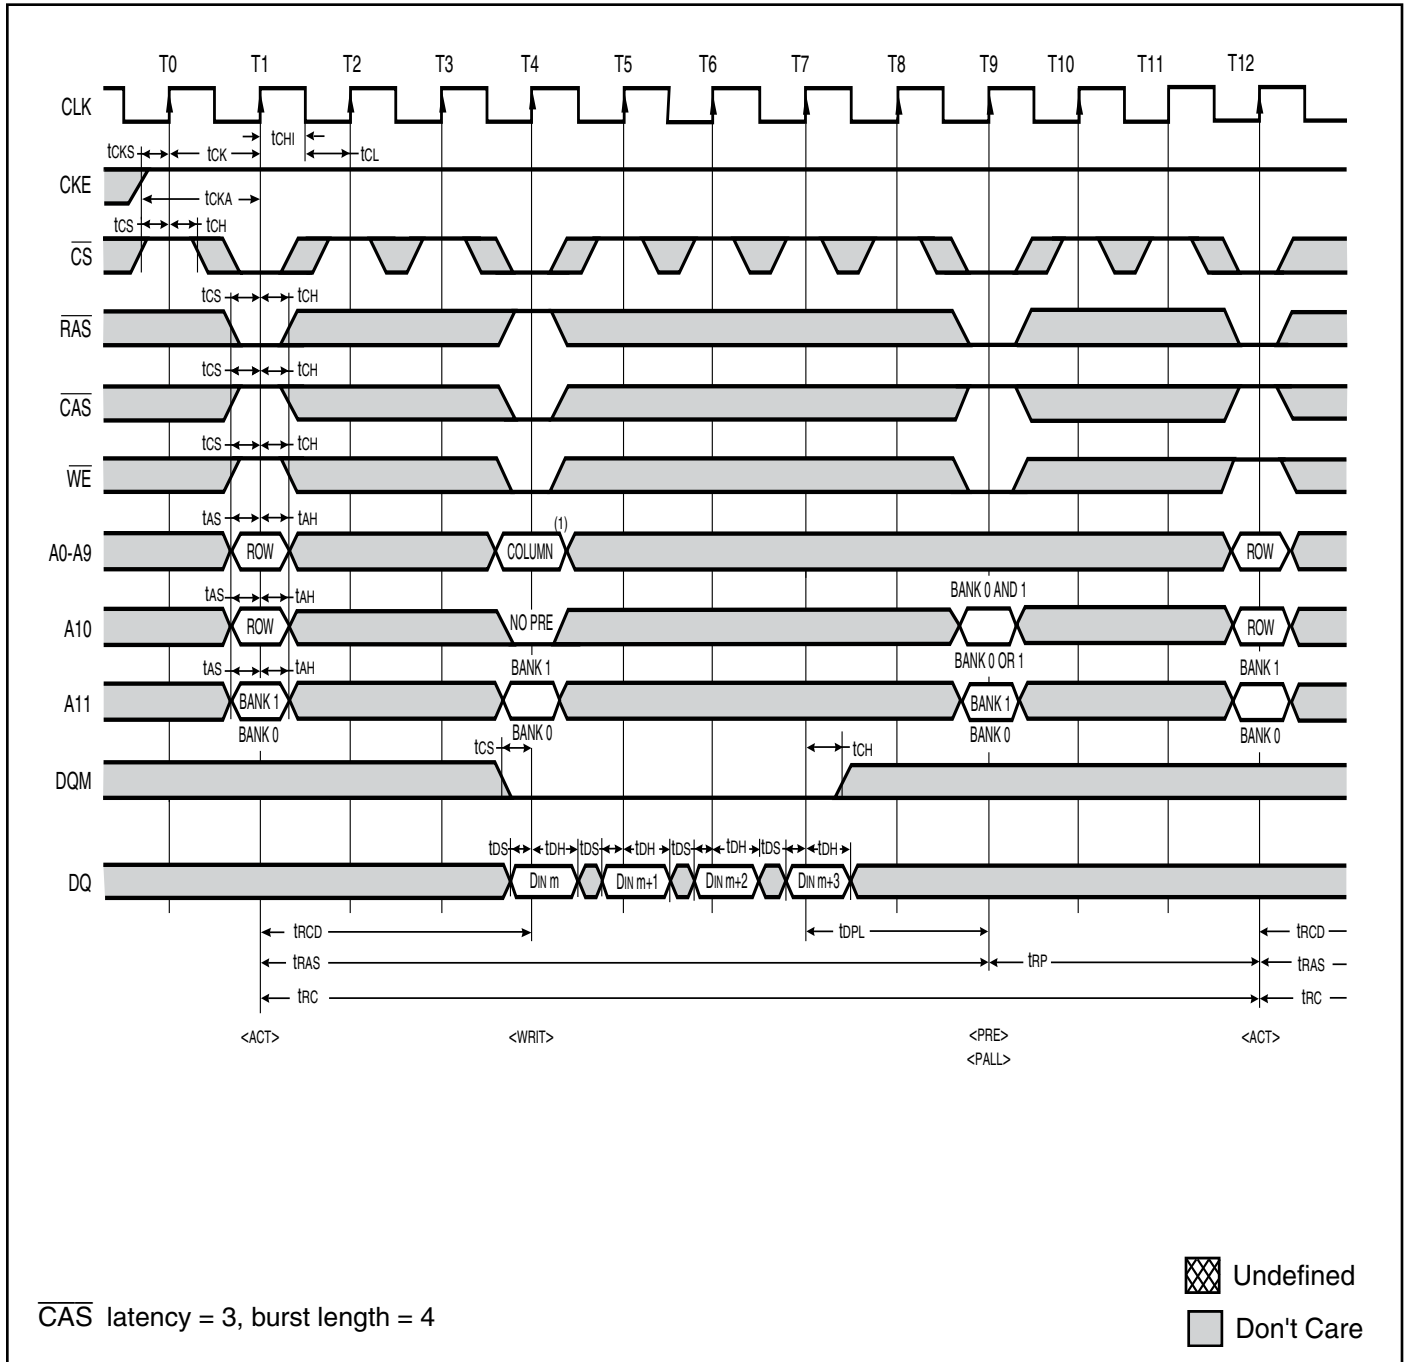 T0 T1 T2 T3 T4 T5 T6 T7 T8 T9 T10 T11 T12
CLK
tCHI
tCKS tCK tCL
CKE
tCKA
tCS tCH
CS
tCS tCH
RAS
tCS tCH
CAS
tCS tCH
WE
tAS tAH (1)
A0-A9 ROW COLUMN ROW
tAS tAH BANK 0 AND 1
A10 ROW NO PRE ROW
tAS tAH BANK 1 BANK 0 OR 1 BANK 1
A11 BANK 1 BANK 1
BANK 0 BANK 0 BANK 0 BANK 0
tCS tCH
DQM
tDS tDH tDS tDH tDS tDH tDS tDH
DQ DIN m DIN m+1 DIN m+2 DIN m+3
tRCD tDPL tRCD
tRAS tRP tRAS
tRC tRC
<ACT> <WRIT> <PRE> <ACT>
<PALL>
Undefined
CAS latency = 3, burst length = 4
Don't Care